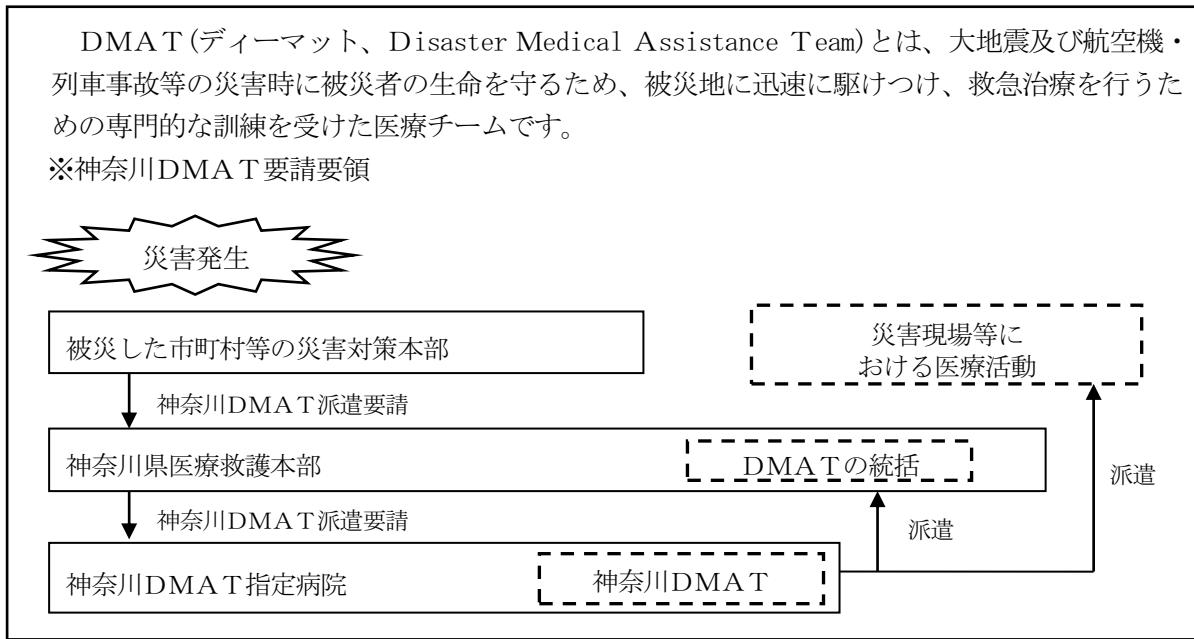 DMAT(ディーマット、Disaster Medical Assistance Team)とは、大地震及び航空機・
列車事故等の災害時に被災者の生命を守るため、被災地に迅速に駆けつけ、救急治療を行うた
めの専門的な訓練を受けた医療チームです。
※神奈川DMAT要請要領
災害発生
被災した市町村等の災害対策本部
災害現場等に
おける医療活動
神奈川DMAT派遣要請
神奈川県医療救護本部
DMATの統括
派遣
神奈川DMAT派遣要請
派遣
神奈川DMAT指定病院
神奈川DMAT